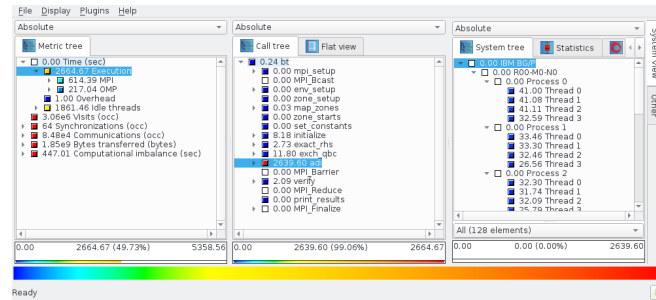 File Display Plugins Help
Absolute
Metric tree
0.00 Time (sec)
2664.67 Execution
614.39 MPI
217.04 OMP
1.00 Overhead
1861.46 Idle threads
3.06e6 Visits (occ)
64 Synchronizations (occ)
8.48e4 Communications (occ)
1.85e9 Bytes transferred (bytes)
447.01 Computational imbalance (sec)
0.00 2664.67 (49.73%) 5358.56
Absolute
Call tree Flat view
0.24 bt
0.00 mpi_setup
0.00 MPI_Bcast
0.00 env_setup
0.00 zone_setup
0.03 map_zones
0.00 zone_starts
0.00 set_constants
8.18 initialize
2.73 exact_rhs
11.80 exch_qbc
2639.60 adi
0.00 MPI_Barrier
2.09 verify
0.00 MPI_Reduce
0.00 print_results
0.00 MPI_Finalize
0.00 2639.60 (99.06%) 2664.67
Absolute
System tree Statistics
0.00 IBM BG/P
0.00 R00-M0-N0
0.00 Process 0
41.00 Thread 0
41.08 Thread 1
41.11 Thread 2
32.59 Thread 3
0.00 Process 1
33.46 Thread 0
33.30 Thread 1
32.46 Thread 2
26.56 Thread 3
0.00 Process 2
32.30 Thread 0
31.74 Thread 1
32.09 Thread 2
25.79 Thread 3
All (128 elements)
0.00 0.00 (0.00%) 2639.60
System view
Other
Ready